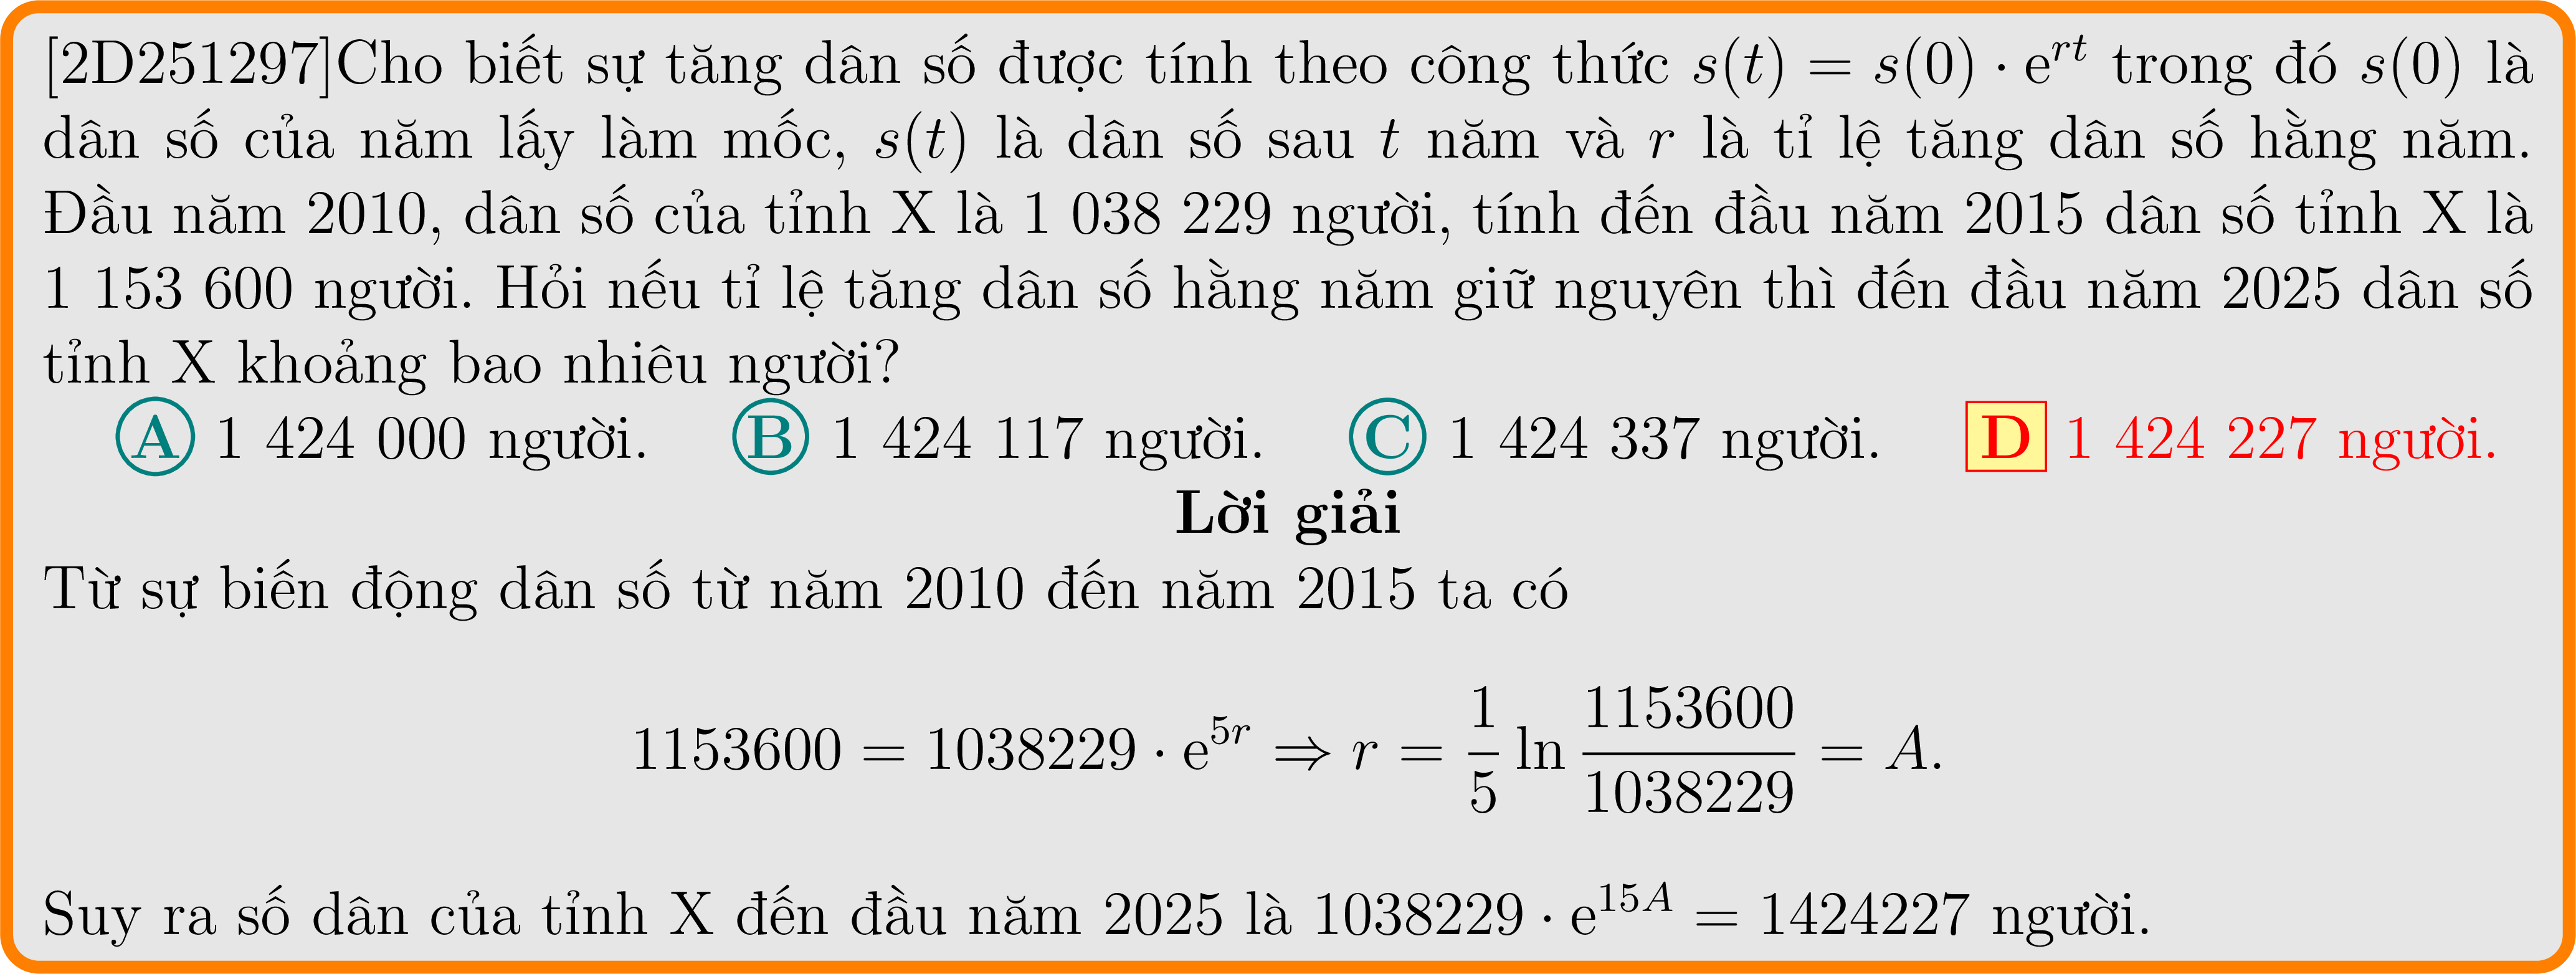 [2D251297]Cho biết sự tăng dân số được tính theo công thức s(t) = s(0) · e^{rt} trong đó s(0) là
dân số của năm lấy làm mốc, s(t) là dân số sau t năm và r là tỉ lệ tăng dân số hằng năm.
Đầu năm 2010, dân số của tỉnh X là 1 038 229 người, tính đến đầu năm 2015 dân số tỉnh X là
1 153 600 người. Hỏi nếu tỉ lệ tăng dân số hằng năm giữ nguyên thì đến đầu năm 2025 dân số
tỉnh X khoảng bao nhiêu người?
A 1 424 000 người. B 1 424 117 người. C 1 424 337 người. D 1 424 227 người.
Lời giải
Từ sự biến động dân số từ năm 2010 đến năm 2015 ta có
1153600 = 1038229 · e^{5r} ⇒ r = \frac{1}{5} ln \frac{1153600}{1038229} = A.
Suy ra số dân của tỉnh X đến đầu năm 2025 là 1038229 · e^{15A} = 1424227 người.